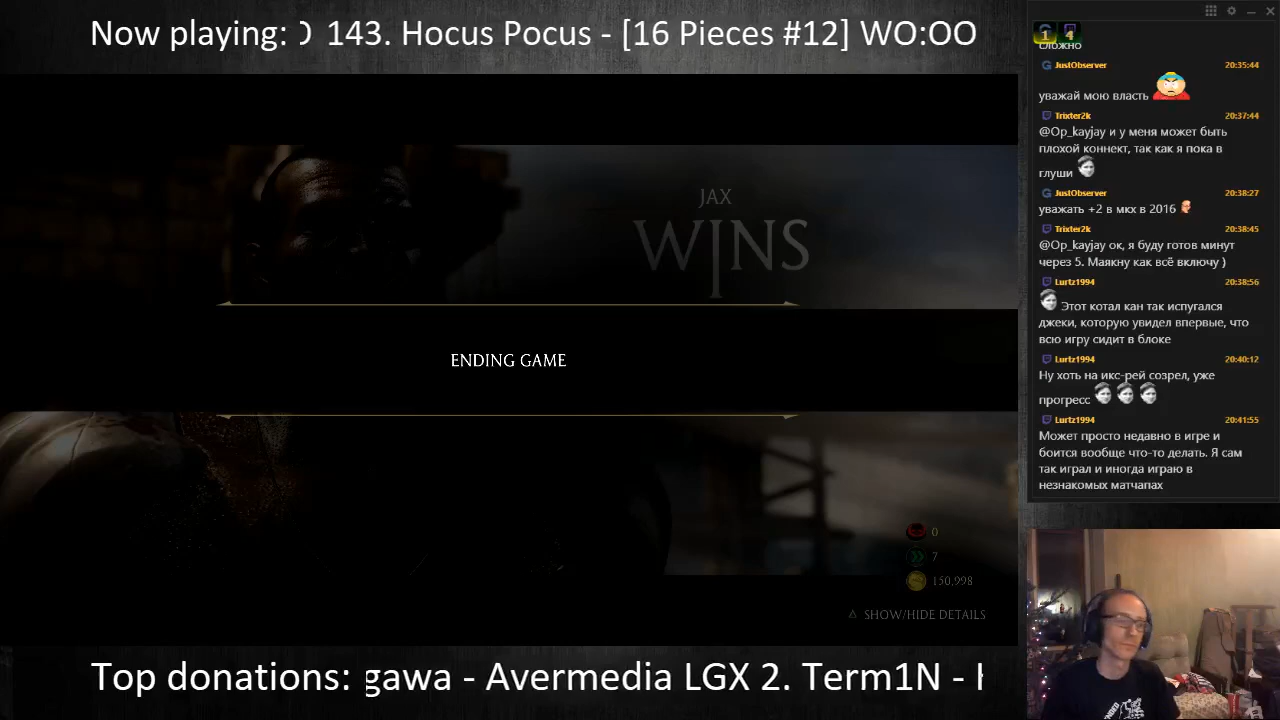 Now playing: 143. Hocus Pocus - [16 Pieces #12] WO:OO
1 4
сложно
JustObserver 20:35:44
уважай мою власть
Trixter2k 20:37:44
@Op_kayjay и у меня может быть
плохой коннект, так как я пока в
глуши
JustObserver 20:38:27
уважать +2 в мкх в 2016
Trixter2k 20:38:45
@Op_kayjay ок, я буду готов минут
через 5. Маякну как всё включу )
Lurtz1994 20:38:56
Этот котал кан так испугался
джеки, которую увидел впервые, что
всю игру сидит в блоке
Lurtz1994 20:40:12
Ну хоть на икс-рей созрел, уже
прогресс
Lurtz1994 20:41:55
Может просто недавно в игре и
боится вообще что-то делать. Я сам
так играл и иногда играю в
незнакомых матчапах
JAX
WINS
ENDING GAME
0
7
150,998
SHOW/HIDE DETAILS
Top donations: gawa - Avermedia LGX 2. Term1N -